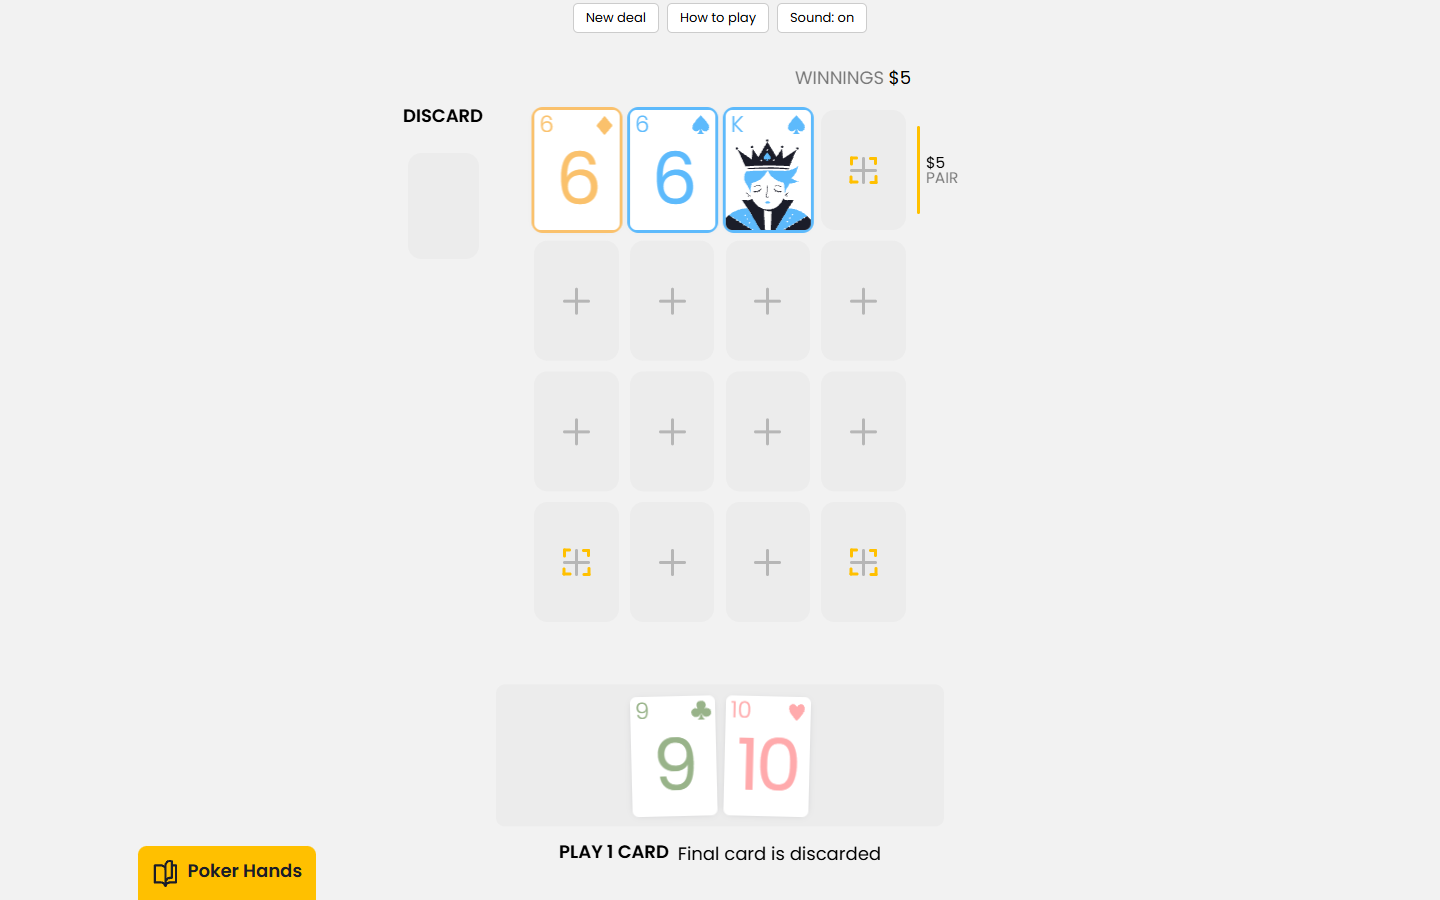 New deal
How to play
Sound: on
WINNINGS $5
DISCARD
6
6
6
6
K
$5
PAIR
9
9
10
10
PLAY 1 CARD Final card is discarded
Poker Hands